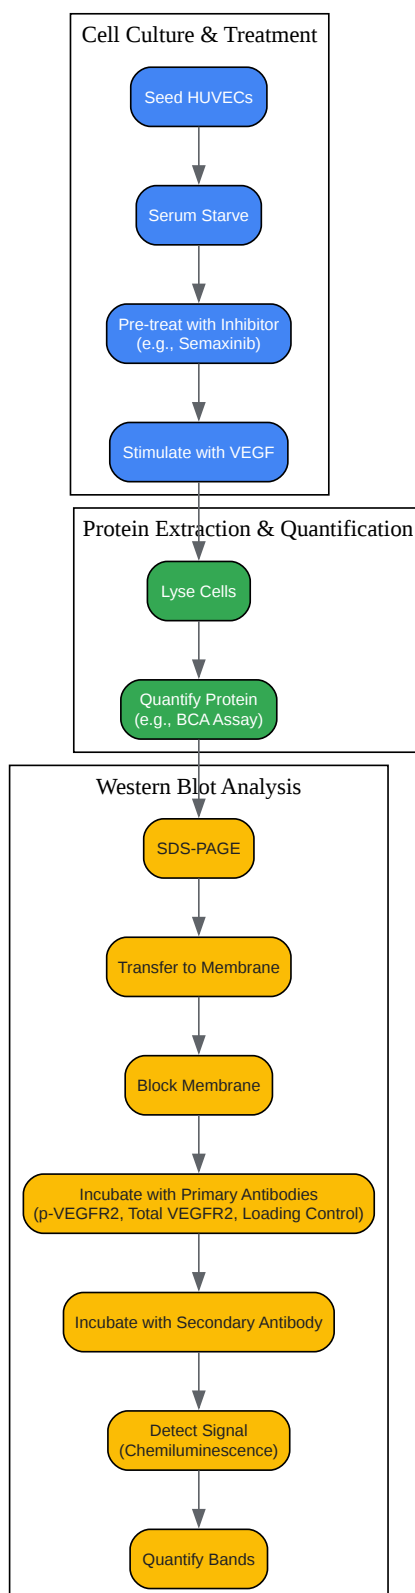 Cell Culture & Treatment
Seed HUVECs
Serum Starve
Pre-treat with Inhibitor
(e.g., Semaxinib)
Stimulate with VEGF
Protein Extraction & Quantification
Lyse Cells
Quantify Protein
(e.g., BCA Assay)
Western Blot Analysis
SDS-PAGE
Transfer to Membrane
Block Membrane
Incubate with Primary Antibodies
(p-VEGFR2, Total VEGFR2, Loading Control)
Incubate with Secondary Antibody
Detect Signal
(Chemiluminescence)
Quantify Bands